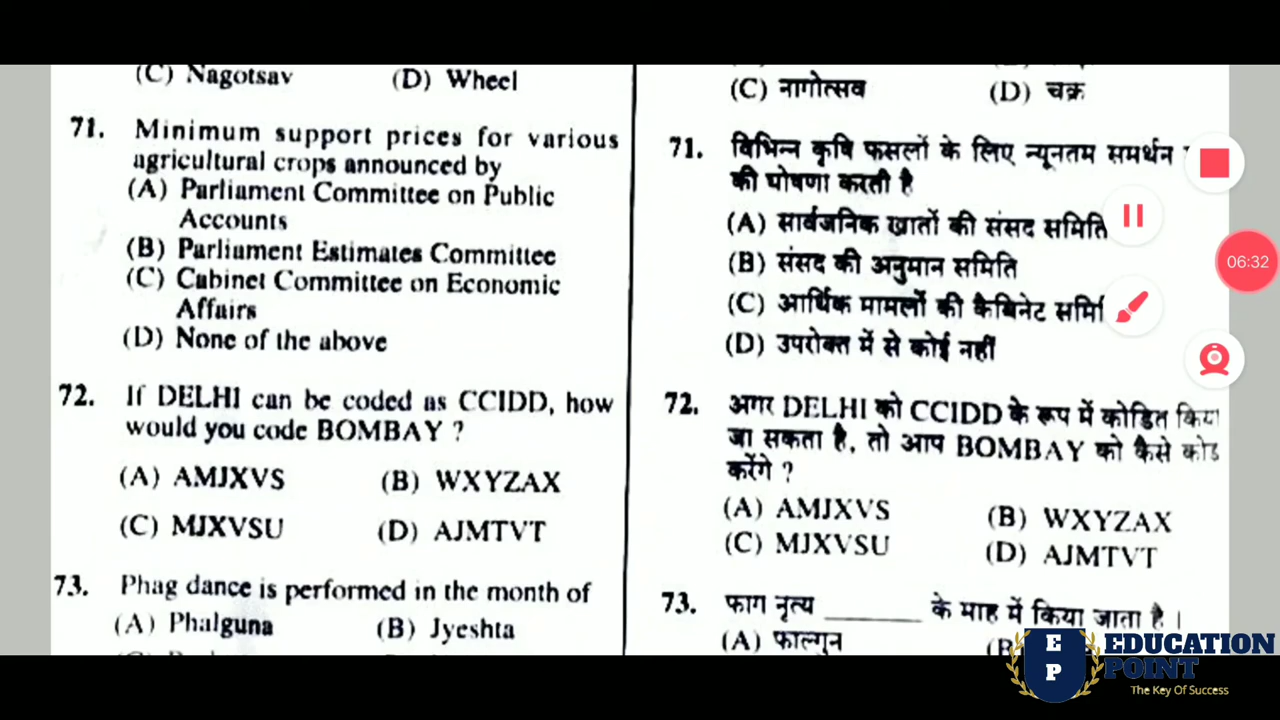 (C) Nagotsav (D) Wheel
71. Minimum support prices for various
agricultural crops announced by
(A) Parliament Committee on Public
Accounts
(B) Parliament Estimates Committee
(C) Cabinet Committee on Economic
Affairs
(D) None of the above
72. If DELHI can be coded as CCIDD, how
would you code BOMBAY ?
(A) AMJXVS (B) WXYZAX
(C) MJXVSU (D) AJMTVT
73. Phag dance is performed in the month of
(A) Phalguna (B) Jyeshta
(C) नागोत्सव (D) चक्र
71. विभिन्न कृषि फसलों के लिए न्यूनतम समर्थन
की घोषणा करती है
(A) सार्वजनिक खातों की संसद समिति
(B) संसद की अनुमान समिति
(C) आर्थिक मामलों की कैबिनेट समि
(D) उपरोक्त में से कोई नहीं
72. अगर DELHI को CCIDD के रूप में कोडित किया
जा सकता है, तो आप BOMBAY को कैसे कोड
करेंगे ?
(A) AMJXVS (B) WXYZAX
(C) MJXVSU (D) AJMTVT
73. फाग नृत्य ________ के माह में किया जाता है ।
(A) फाल्गुन
06:32
E
P
EDUCATION
POINT
The Key Of Success